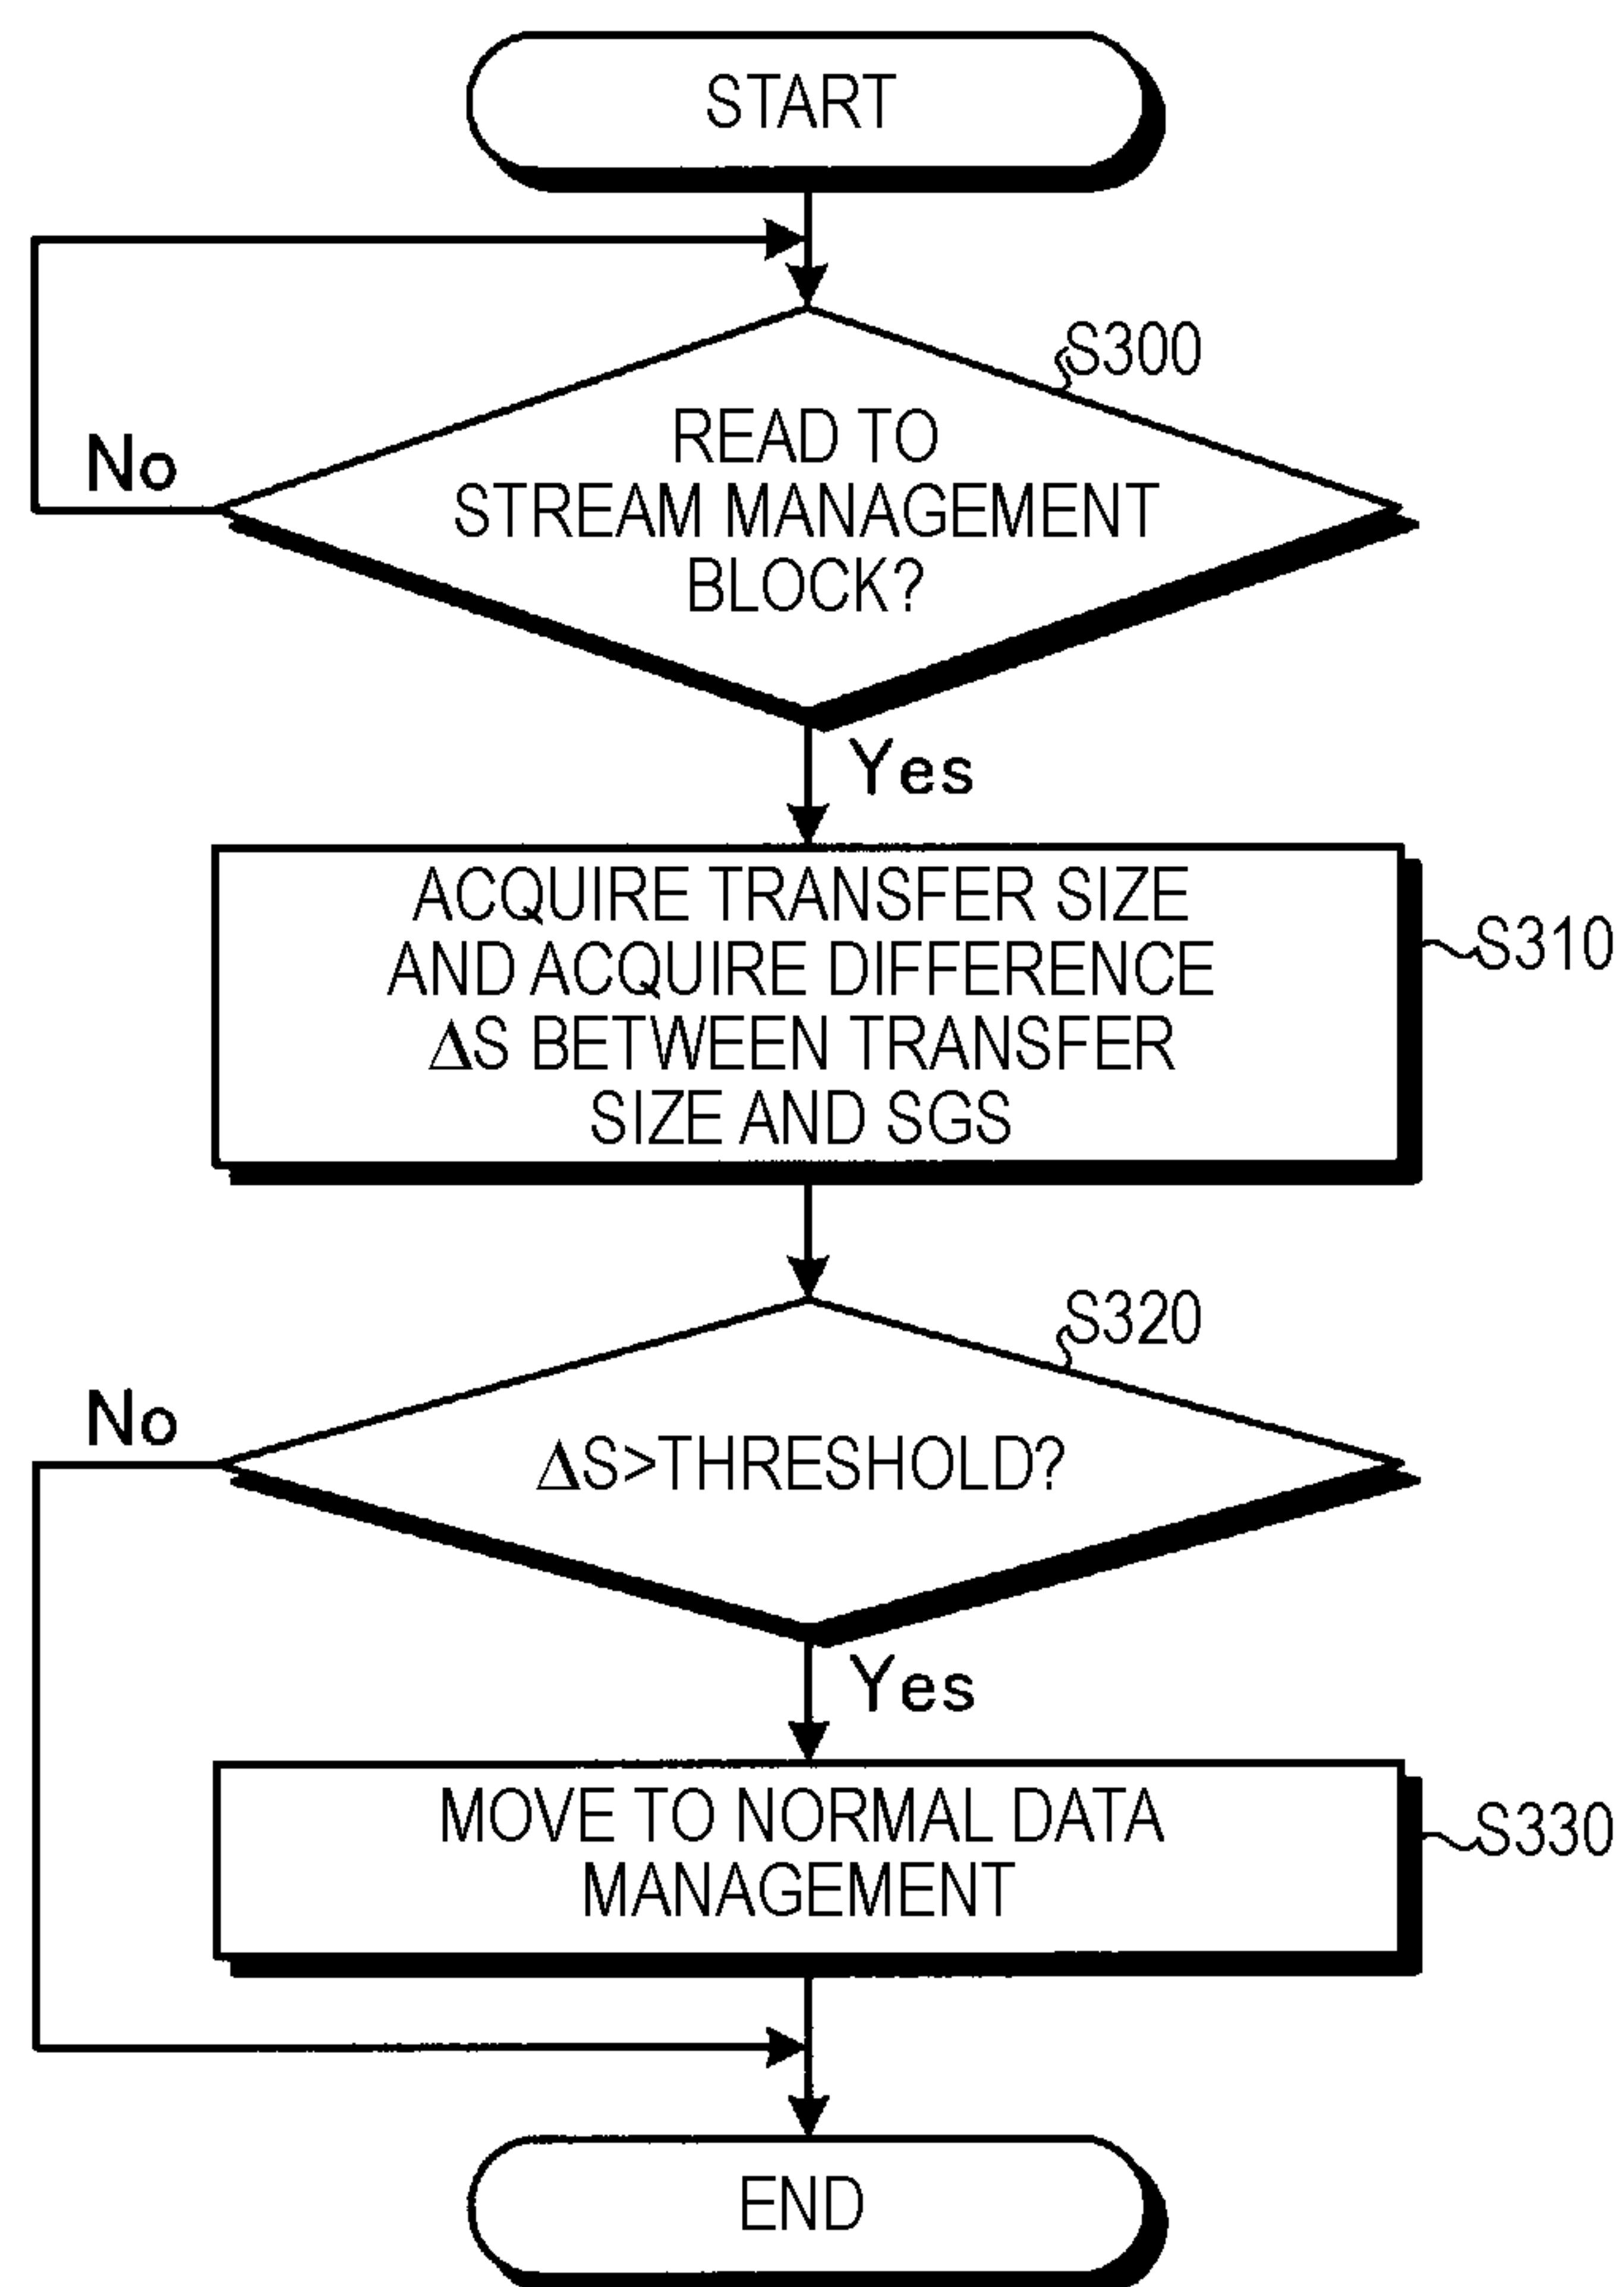 START
S300
READ TO
STREAM MANAGEMENT
BLOCK?
No
Yes
ACQUIRE TRANSFER SIZE
AND ACQUIRE DIFFERENCE
ΔS BETWEEN TRANSFER
SIZE AND SGS
S310
S320
No
ΔS>THRESHOLD?
Yes
MOVE TO NORMAL DATA
MANAGEMENT
S330
END